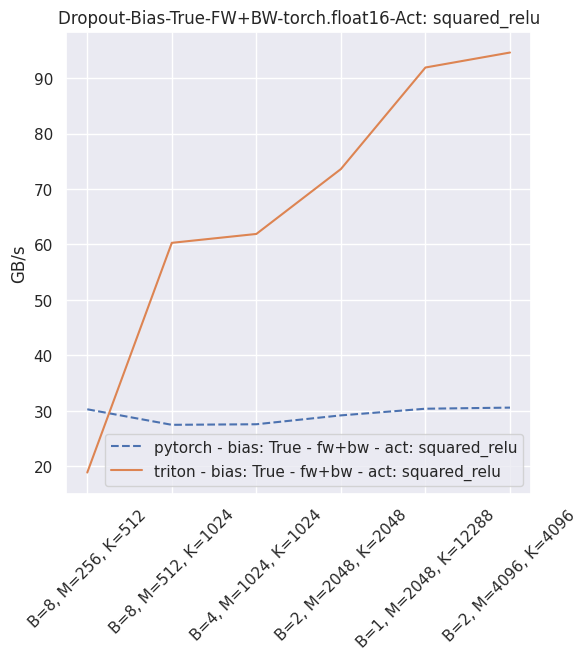 Dropout-Bias-True-FW+BW-torch.float16-Act: squared_relu
90
80
70
60
50
40
30
20
GB/s
pytorch - bias: True - fw+bw - act: squared_relu
triton - bias: True - fw+bw - act: squared_relu
B=8, M=256, K=512
B=8, M=512, K=1024
B=4, M=1024, K=1024
B=2, M=2048, K=2048
B=1, M=2048, K=12288
B=2, M=4096, K=4096